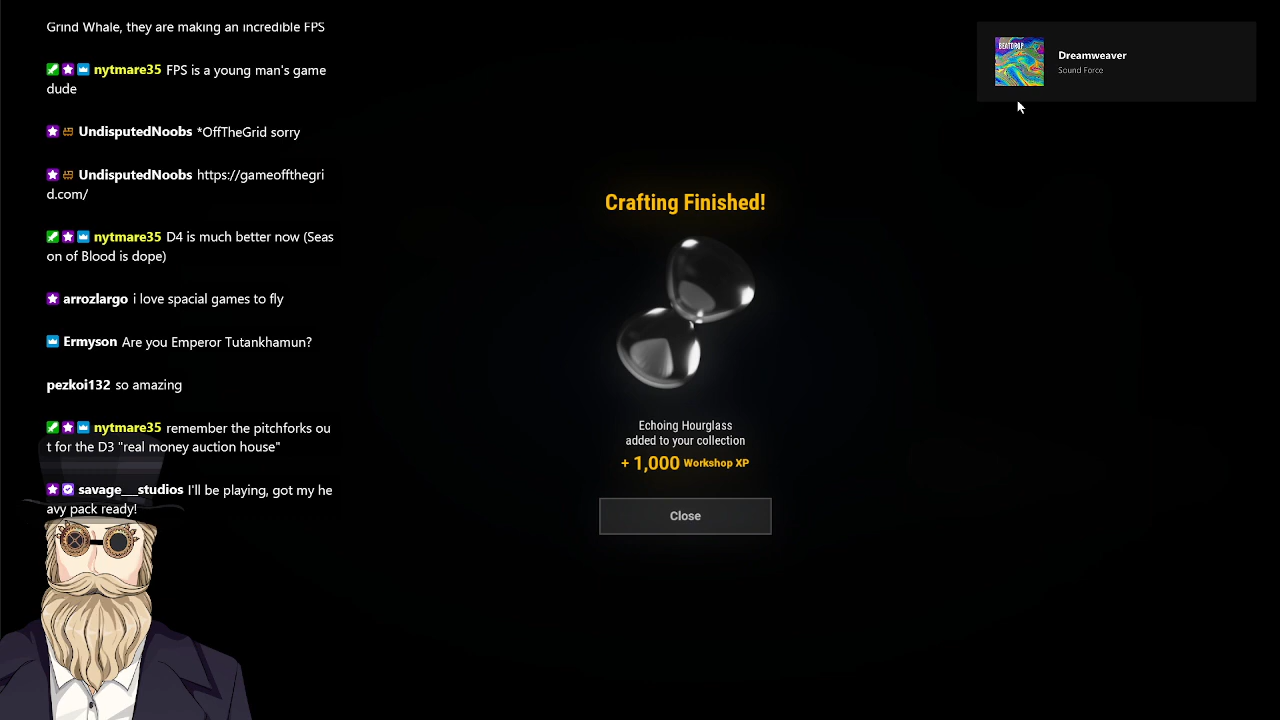 Grind Whale, they are making an incredible FPS
nytmare35 FPS is a young man's game
dude
UndisputedNoobs *OffTheGrid sorry
UndisputedNoobs https://gameoffthegri
d.com/
nytmare35 D4 is much better now (Seas
on of Blood is dope)
arrozlargo i love spacial games to fly
Ermyson Are you Emperor Tutankhamun?
pezkoi132 so amazing
nytmare35 remember the pitchforks ou
t for the D3 "real money auction house"
savage__studios I'll be playing, got my he
avy pack ready!
Crafting Finished!
Echoing Hourglass
added to your collection
+ 1,000 Workshop XP
Close
BEATDROP
Dreamweaver
Sound Force